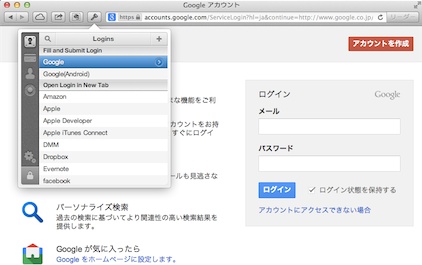 Google アカウント
https
accounts.google.com/ServiceLogin?hl=ja&continue=http://www.google.co.jp/
リーダー
アカウントを作成
Logins
+
Fill and Submit Login
Google
Google(Android)
Open Login in New Tab
Amazon
Apple
Apple Developer
Apple iTunes Connect
DMM
Dropbox
Evernote
facebook
な機能をご利
カウントをお持
すぐにログイ
ールも見逃さな
パーソナライズ検索
過去の検索に基づいてより関連性の高い検索結果を
提供します。
Google が気に入ったら
Google をホームページに設定します。
ログイン
Google
メール
パスワード
ログイン
ログイン状態を保持する
アカウントにアクセスできない場合